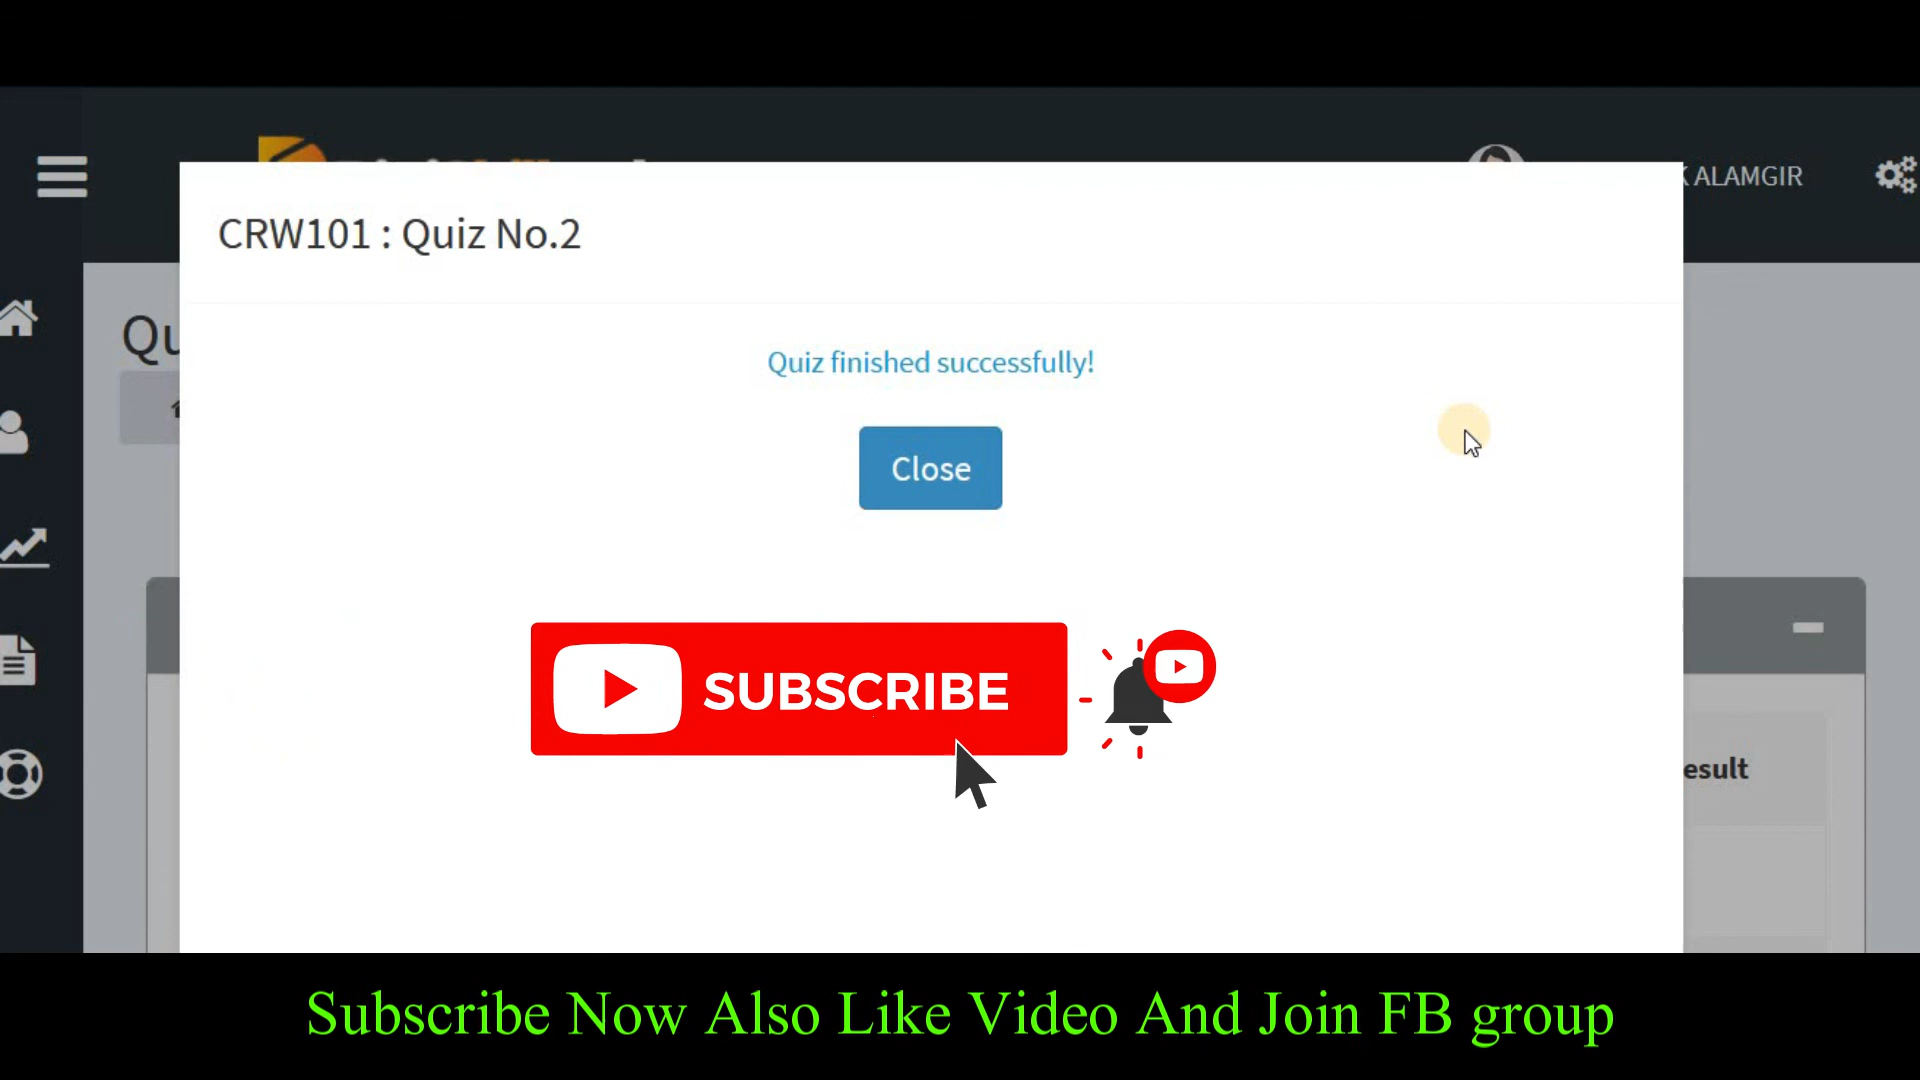 K ALAMGIR
CRW101 : Quiz No.2
Qu
Quiz finished successfully!
Close
SUBSCRIBE
esult
Subscribe Now Also Like Video And Join FB group